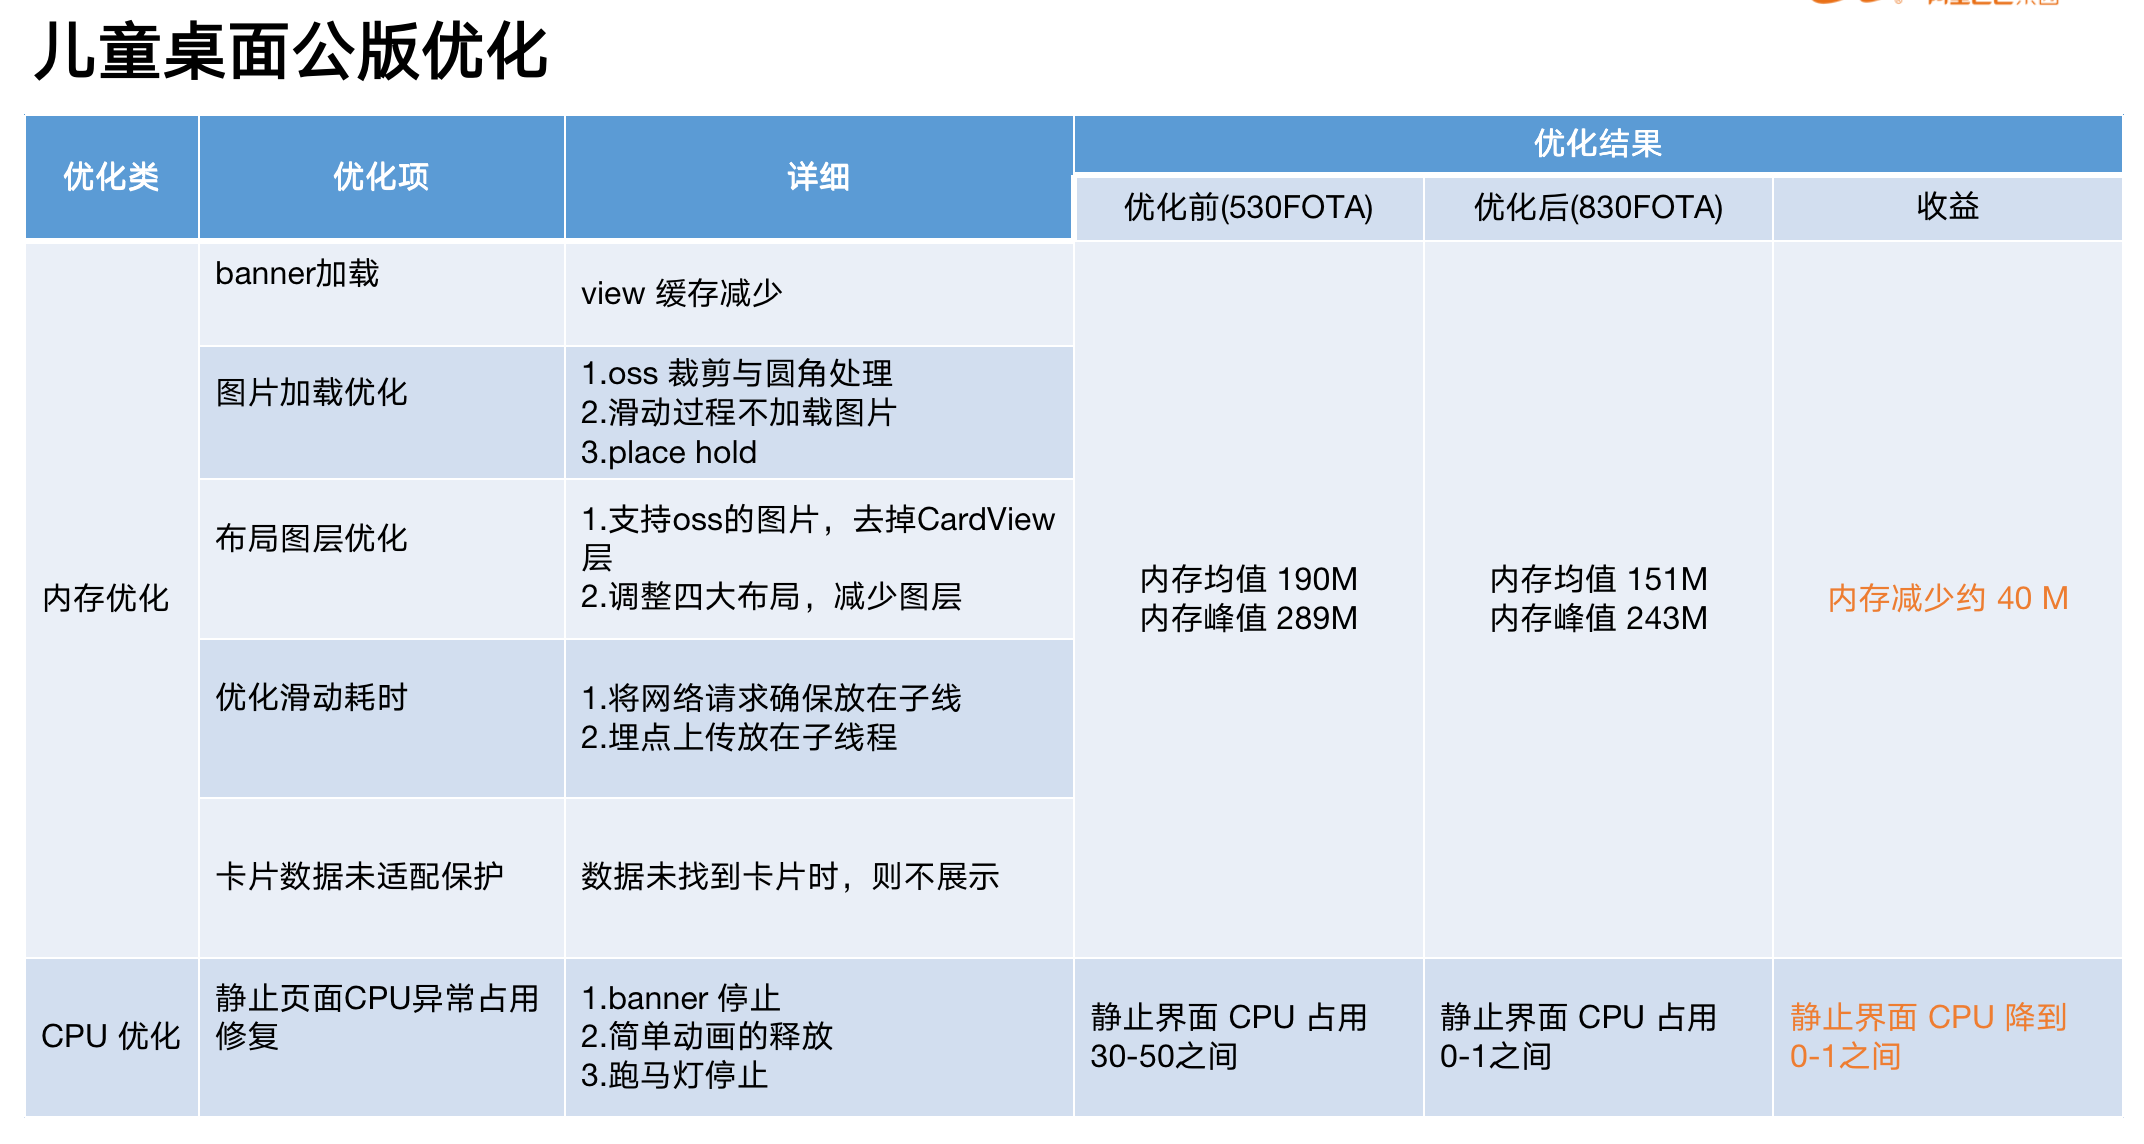 儿童桌面公版优化
优化类
优化项
详细
优化结果
优化前(530FOTA)
优化后(830FOTA)
收益
内存优化
banner加载
view 缓存减少
图片加载优化
1.oss 裁剪与圆角处理
2.滑动过程不加载图片
3.place hold
布局图层优化
1.支持oss的图片，去掉CardView
层
2.调整四大布局，减少图层
优化滑动耗时
1.将网络请求确保放在子线
2.埋点上传放在子线程
卡片数据未适配保护
数据未找到卡片时，则不展示
内存均值 190M
内存峰值 289M
内存均值 151M
内存峰值 243M
内存减少约 40 M
CPU 优化
静止页面CPU异常占用
修复
1.banner 停止
2.简单动画的释放
3.跑马灯停止
静止界面 CPU 占用
30-50之间
静止界面 CPU 占用
0-1之间
静止界面 CPU 降到
0-1之间